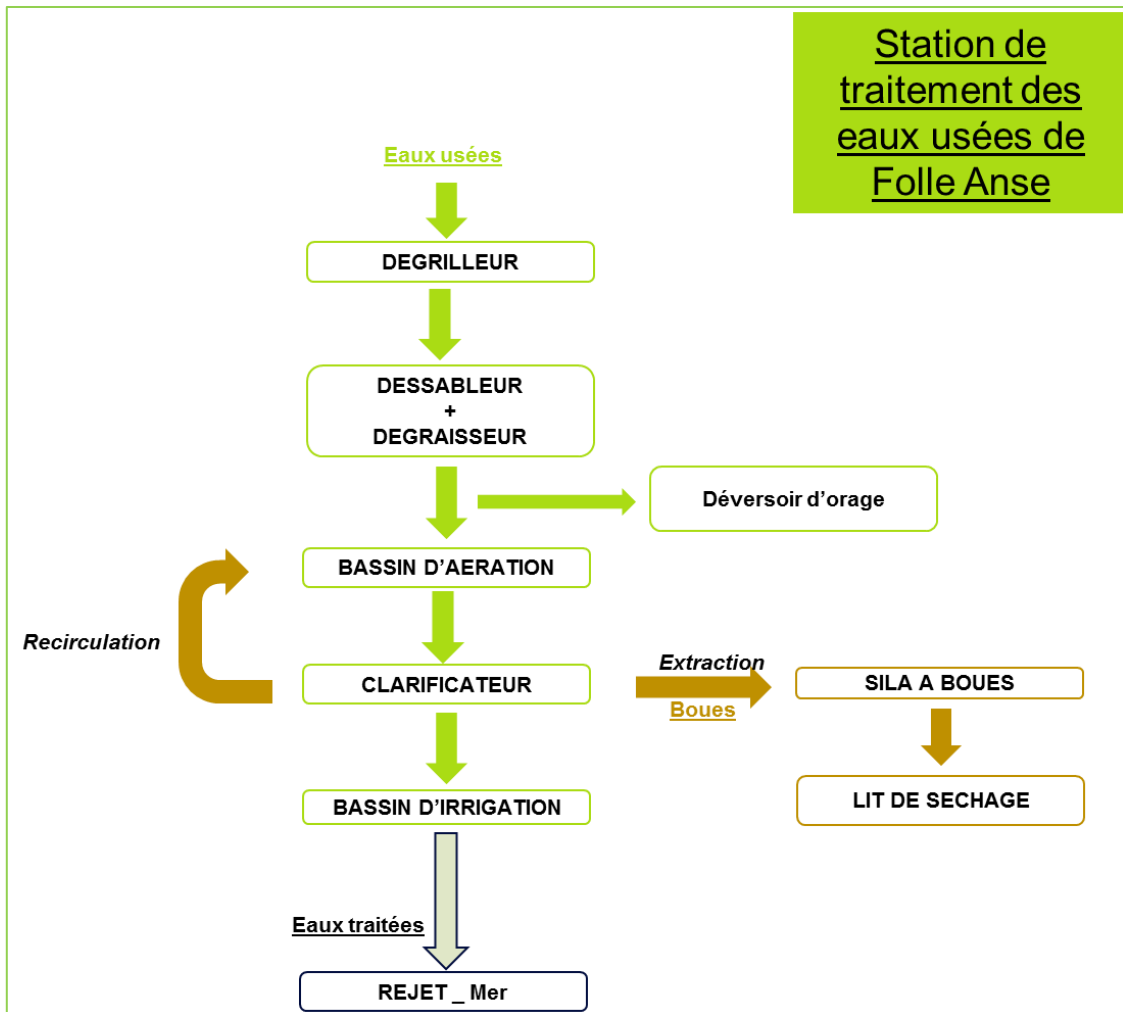 Station de
traitement des
eaux usées de
Folle Anse
Eaux usées
DEGRILLEUR
DESSABLEUR
+
DEGRAISSEUR
Déversoir d'orage
BASSIN D'AERATION
Recirculation
CLARIFICATEUR
Extraction
Boues
SILA A BOUES
BASSIN D'IRRIGATION
LIT DE SECHAGE
Eaux traitées
REJET _ Mer